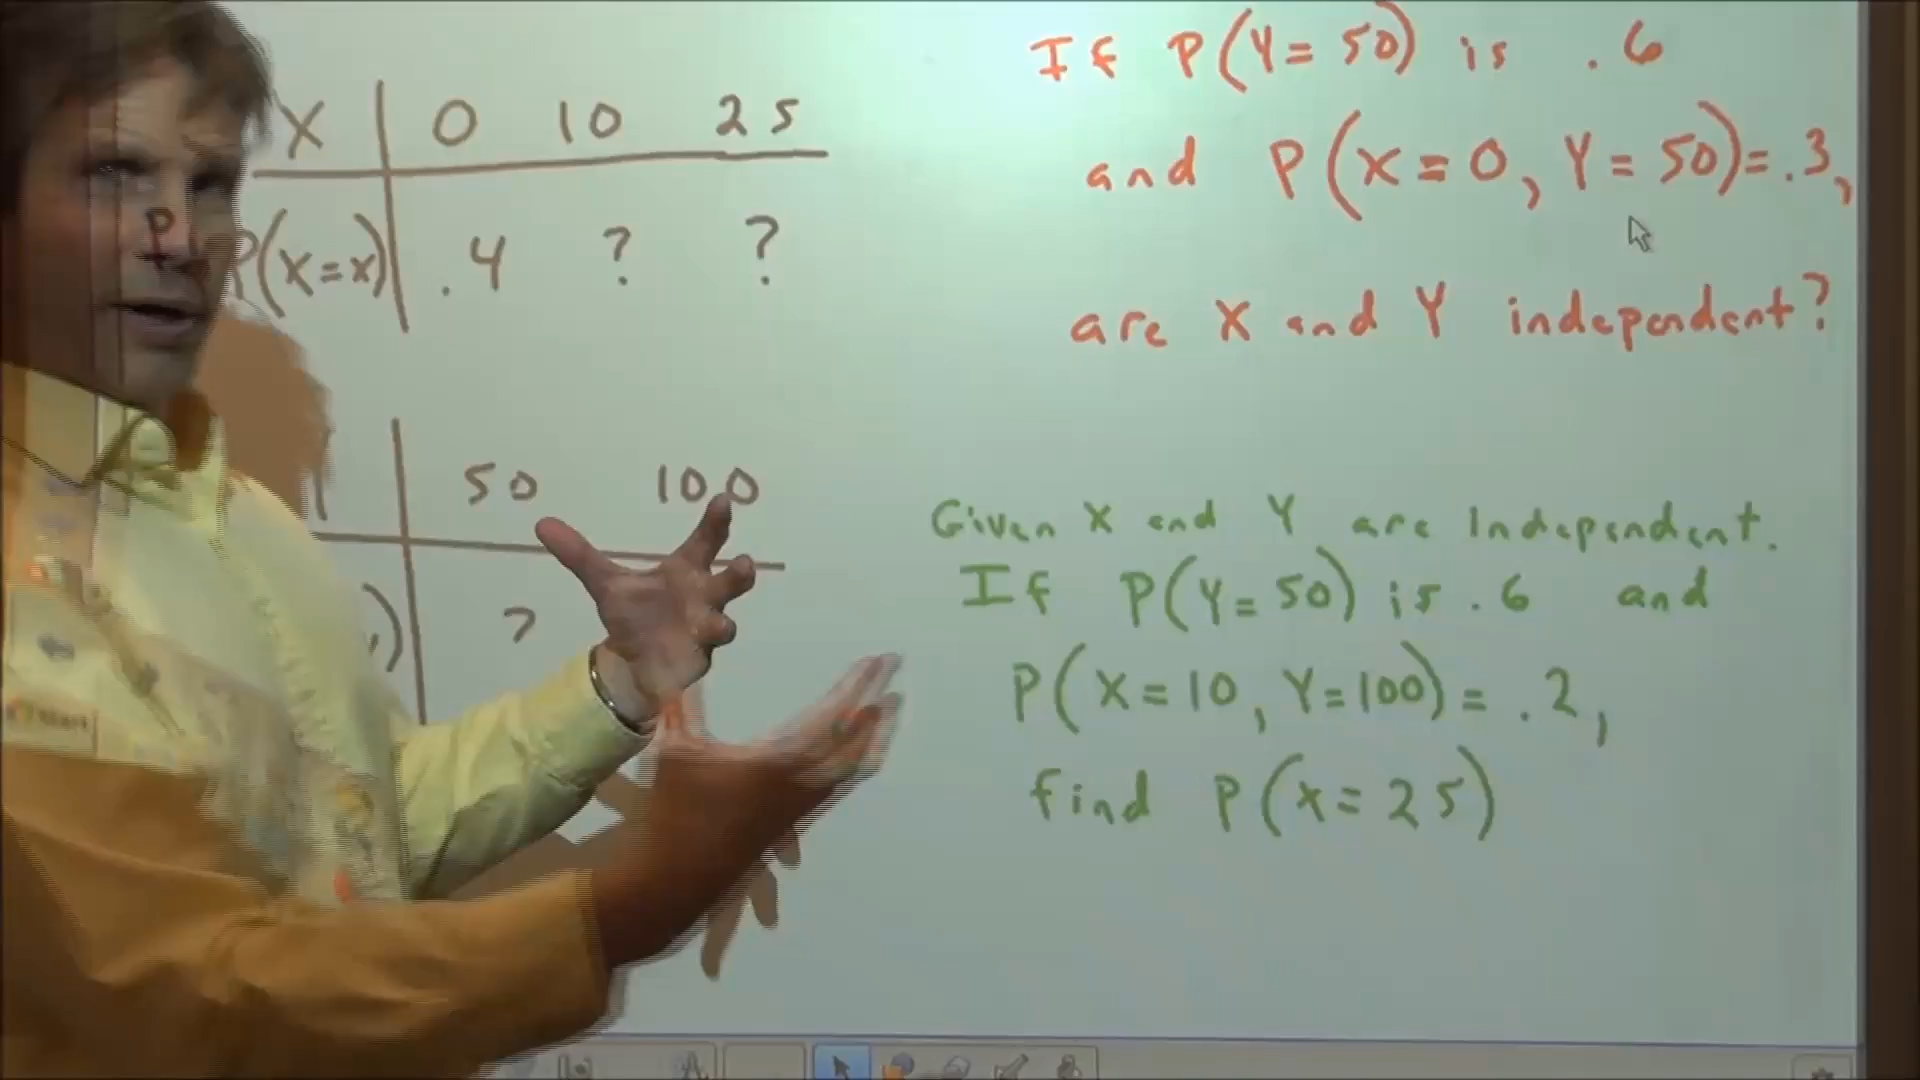 X 0 10 25
P(X=x) .4 ? ?
50 100
?
If P(Y=50) is .6
and P(X=0, Y=50)=.3,
are X and Y independent?
Given X and Y are independent.
If P(Y=50) is .6 and
P(X=10, Y=100)= .2,
find P(X=25)